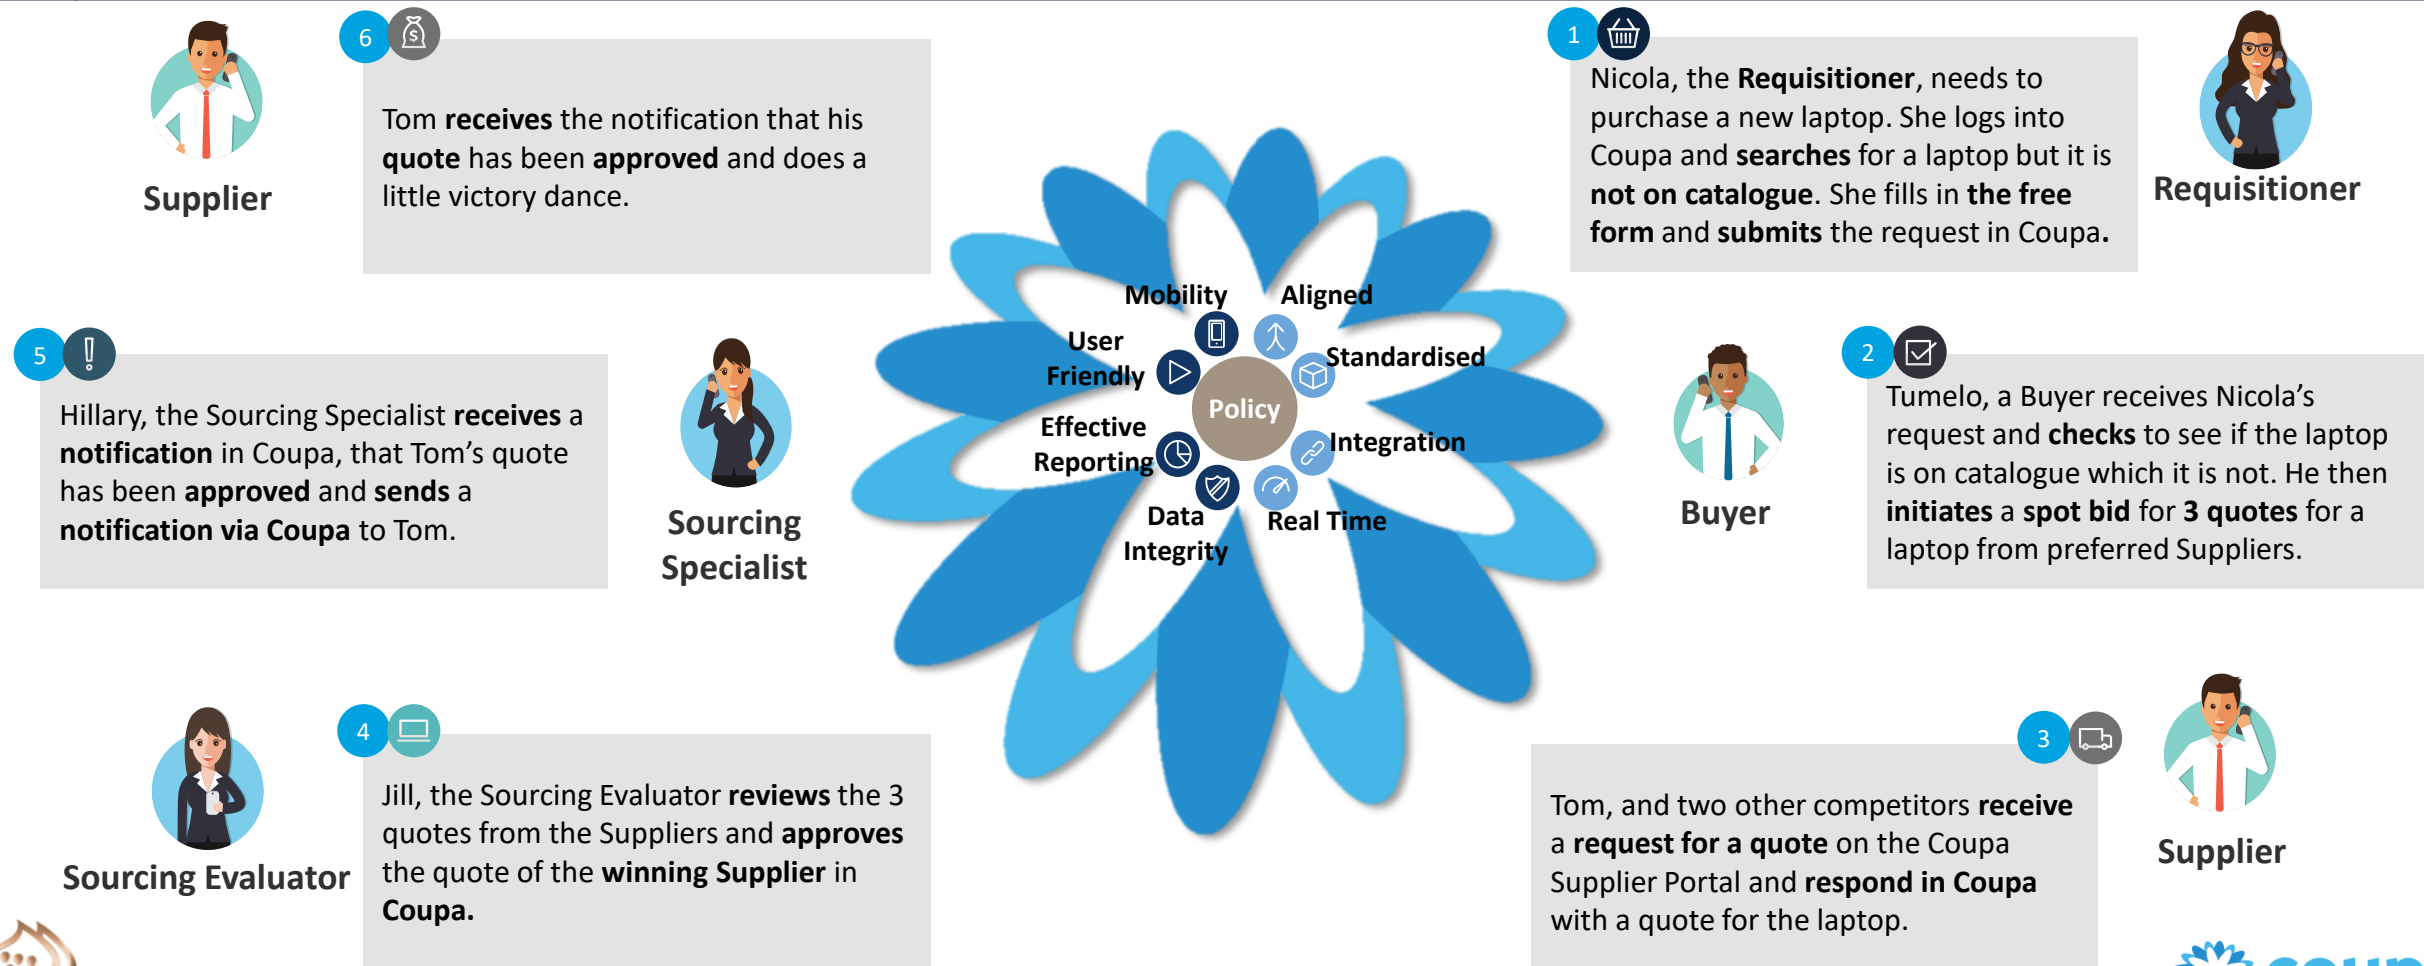 1
Nicola, the Requisitioner, needs to
purchase a new laptop. She logs into
Coupa and searches for a laptop but it is
not on catalogue. She fills in the free
form and submits the request in Coupa.
Requisitioner
2
Tumelo, a Buyer receives Nicola’s
request and checks to see if the laptop
is on catalogue which it is not. He then
initiates a spot bid for 3 quotes for a
laptop from preferred Suppliers.
Buyer
3
Tom, and two other competitors receive
a request for a quote on the Coupa
Supplier Portal and respond in Coupa
with a quote for the laptop.
Supplier
4
Jill, the Sourcing Evaluator reviews the 3
quotes from the Suppliers and approves
the quote of the winning Supplier in
Coupa.
Sourcing Evaluator
5
Hillary, the Sourcing Specialist receives a
notification in Coupa, that Tom’s quote
has been approved and sends a
notification via Coupa to Tom.
Sourcing
Specialist
6
Tom receives the notification that his
quote has been approved and does a
little victory dance.
Supplier
Mobility
Aligned
User
Friendly
Standardised
Policy
Effective
Reporting
Integration
Data
Integrity
Real Time